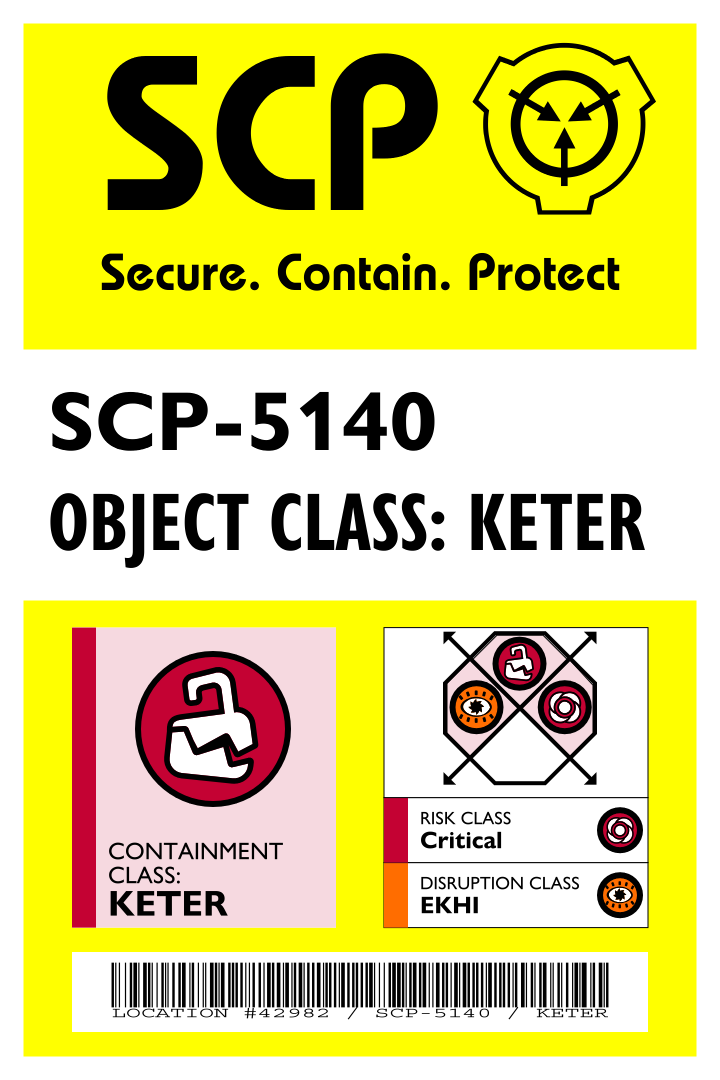 SCP
Secure. Contain. Protect
SCP-5140
OBJECT CLASS: KETER
CONTAINMENT
CLASS:
KETER
RISK CLASS
Critical
DISRUPTION CLASS
EKHI
LOCATION #42982 / SCP-5140 / KETER